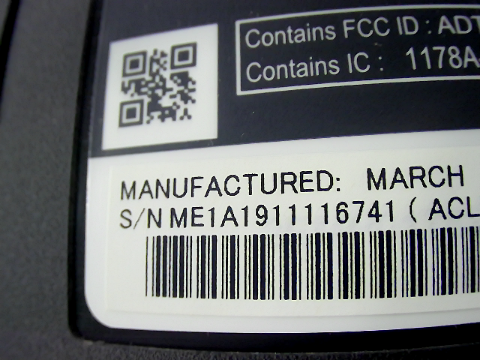 Contains FCC ID : ADT
Contains IC : 1178A
MANUFACTURED: MARCH
S/N ME1A1911116741 ( ACL